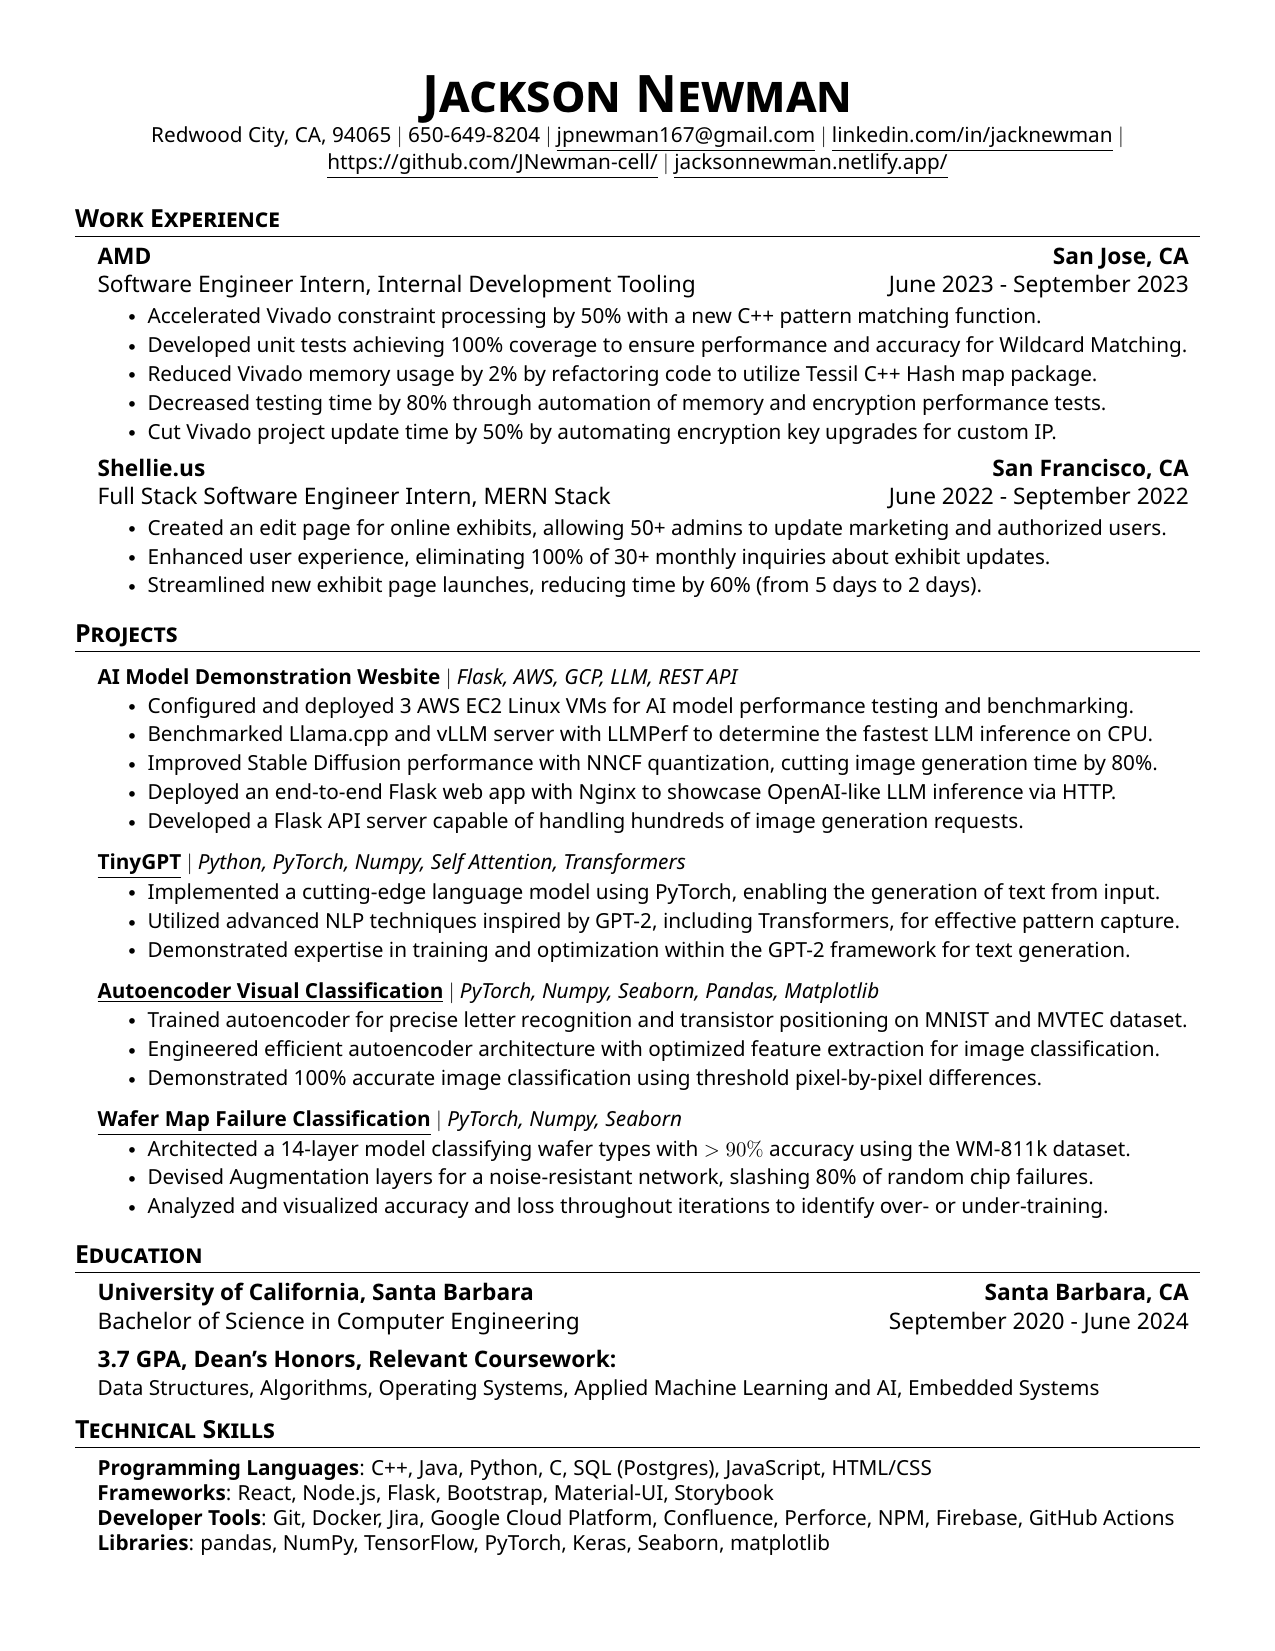 Jackson Newman
Redwood City, CA, 94065 | 650-649-8204 | jpnewman167@gmail.com | linkedin.com/in/jacknewman |
https://github.com/JNewman-cell/ | jacksonnewman.netlify.app/
Work Experience
AMD San Jose, CA
Software Engineer Intern, Internal Development Tooling June 2023 - September 2023
• Accelerated Vivado constraint processing by 50% with a new C++ pattern matching function.
• Developed unit tests achieving 100% coverage to ensure performance and accuracy for Wildcard Matching.
• Reduced Vivado memory usage by 2% by refactoring code to utilize Tessil C++ Hash map package.
• Decreased testing time by 80% through automation of memory and encryption performance tests.
• Cut Vivado project update time by 50% by automating encryption key upgrades for custom IP.
Shellie.us San Francisco, CA
Full Stack Software Engineer Intern, MERN Stack June 2022 - September 2022
• Created an edit page for online exhibits, allowing 50+ admins to update marketing and authorized users.
• Enhanced user experience, eliminating 100% of 30+ monthly inquiries about exhibit updates.
• Streamlined new exhibit page launches, reducing time by 60% (from 5 days to 2 days).
Projects
AI Model Demonstration Wesbite | Flask, AWS, GCP, LLM, REST API
• Configured and deployed 3 AWS EC2 Linux VMs for AI model performance testing and benchmarking.
• Benchmarked Llama.cpp and vLLM server with LLMPerf to determine the fastest LLM inference on CPU.
• Improved Stable Diffusion performance with NNCF quantization, cutting image generation time by 80%.
• Deployed an end-to-end Flask web app with Nginx to showcase OpenAI-like LLM inference via HTTP.
• Developed a Flask API server capable of handling hundreds of image generation requests.
TinyGPT | Python, PyTorch, Numpy, Self Attention, Transformers
• Implemented a cutting-edge language model using PyTorch, enabling the generation of text from input.
• Utilized advanced NLP techniques inspired by GPT-2, including Transformers, for effective pattern capture.
• Demonstrated expertise in training and optimization within the GPT-2 framework for text generation.
Autoencoder Visual Classification | PyTorch, Numpy, Seaborn, Pandas, Matplotlib
• Trained autoencoder for precise letter recognition and transistor positioning on MNIST and MVTEC dataset.
• Engineered efficient autoencoder architecture with optimized feature extraction for image classification.
• Demonstrated 100% accurate image classification using threshold pixel-by-pixel differences.
Wafer Map Failure Classification | PyTorch, Numpy, Seaborn
• Architected a 14-layer model classifying wafer types with > 90% accuracy using the WM-811k dataset.
• Devised Augmentation layers for a noise-resistant network, slashing 80% of random chip failures.
• Analyzed and visualized accuracy and loss throughout iterations to identify over- or under-training.
Education
University of California, Santa Barbara Santa Barbara, CA
Bachelor of Science in Computer Engineering September 2020 - June 2024
3.7 GPA, Dean’s Honors, Relevant Coursework:
Data Structures, Algorithms, Operating Systems, Applied Machine Learning and AI, Embedded Systems
Technical Skills
Programming Languages: C++, Java, Python, C, SQL (Postgres), JavaScript, HTML/CSS
Frameworks: React, Node.js, Flask, Bootstrap, Material-UI, Storybook
Developer Tools: Git, Docker, Jira, Google Cloud Platform, Confluence, Perforce, NPM, Firebase, GitHub Actions
Libraries: pandas, NumPy, TensorFlow, PyTorch, Keras, Seaborn, matplotlib